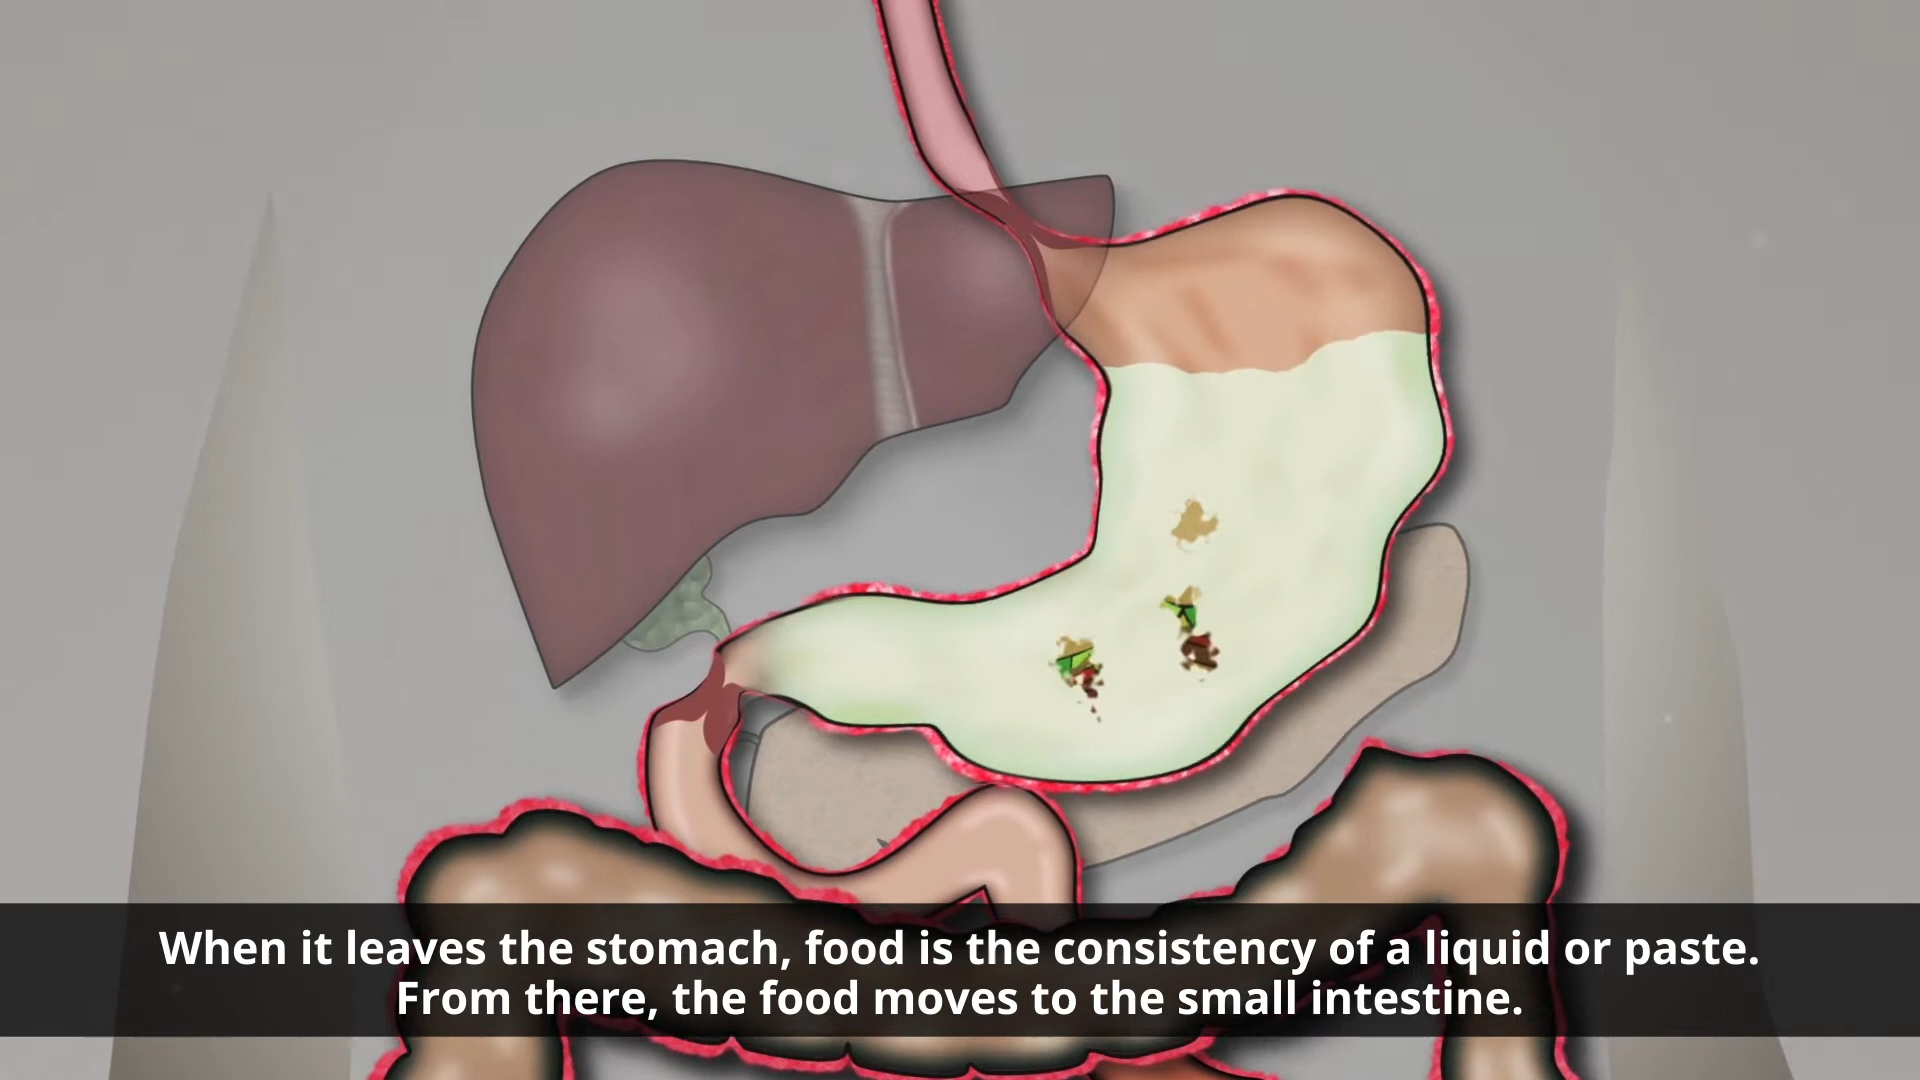 When it leaves the stomach, food is the consistency of a liquid or paste.
From there, the food moves to the small intestine.